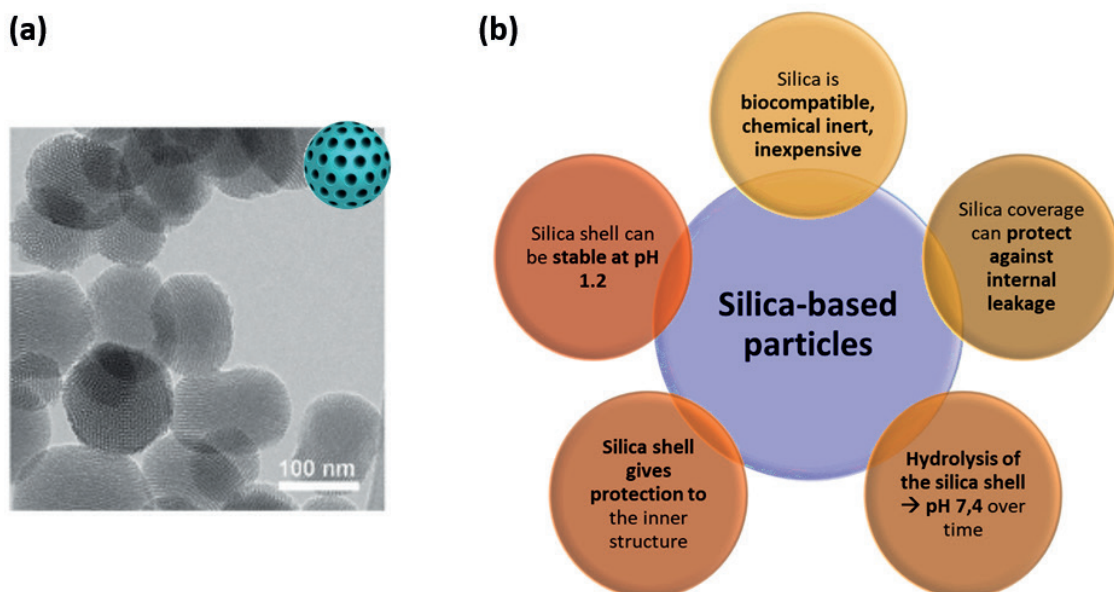 (a)
100 nm
(b)
Silica is
biocompatible,
chemical inert,
inexpensive
Silica coverage
can protect
against
internal
leakage
Hydrolysis of
the silica shell
→ pH 7,4 over
time
Silica shell
gives
protection to
the inner
structure
Silica shell can
be stable at pH
1.2
Silica-based
particles